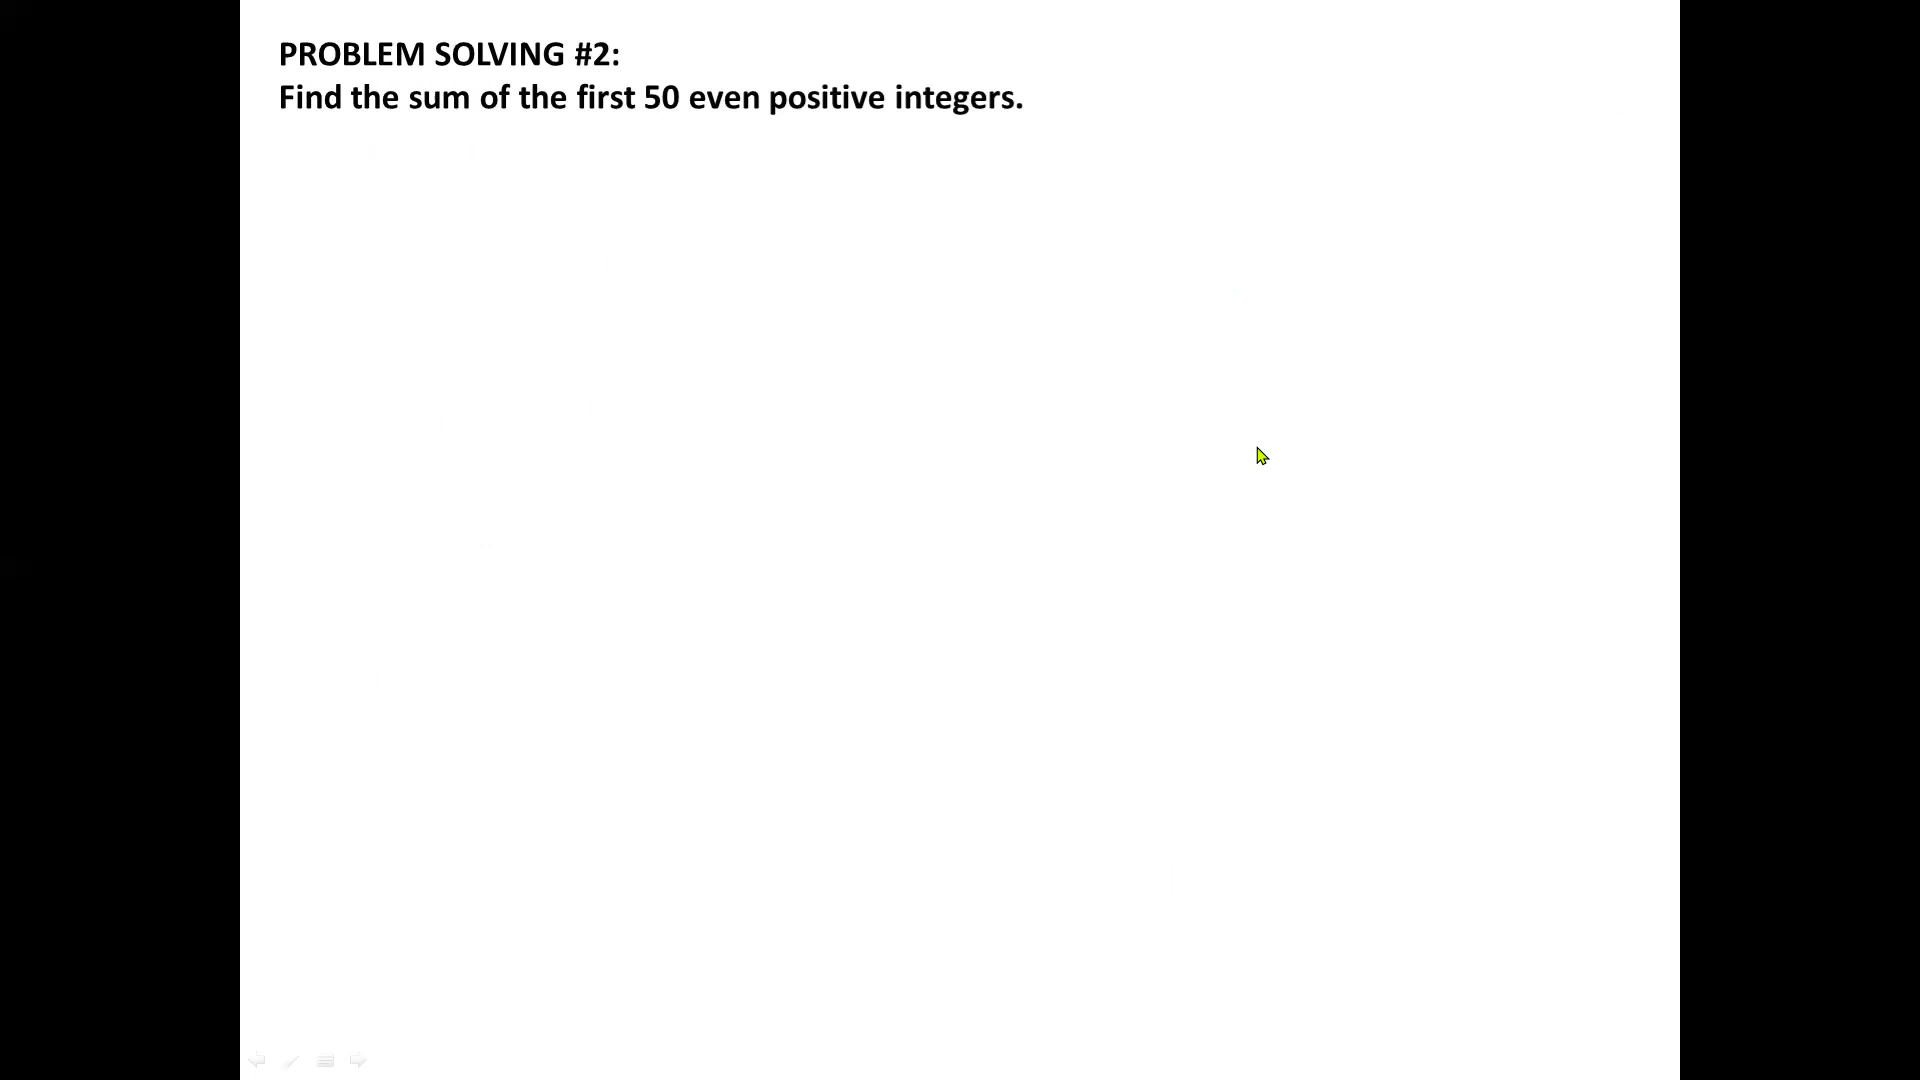 PROBLEM SOLVING #2:
Find the sum of the first 50 even positive integers.